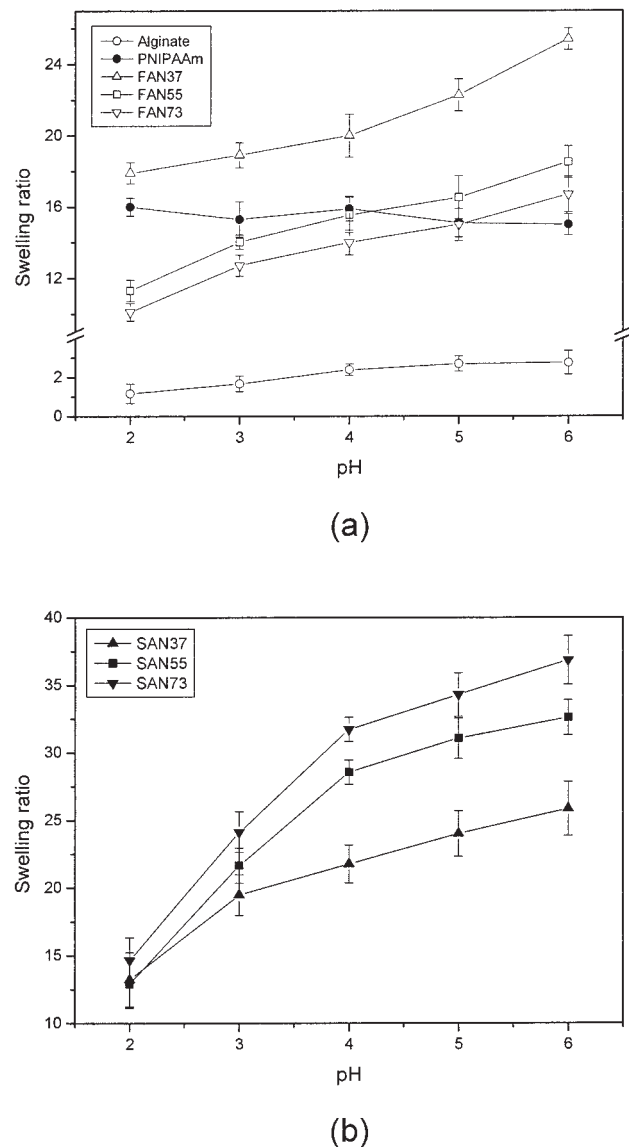 Alginate
PNIPAAm
FAN37
FAN55
FAN73
Swelling ratio
24
20
16
12
2
0
2 3 4 5 6
pH
(a)
SAN37
SAN55
SAN73
Swelling ratio
40
35
30
25
20
15
10
2 3 4 5 6
pH
(b)